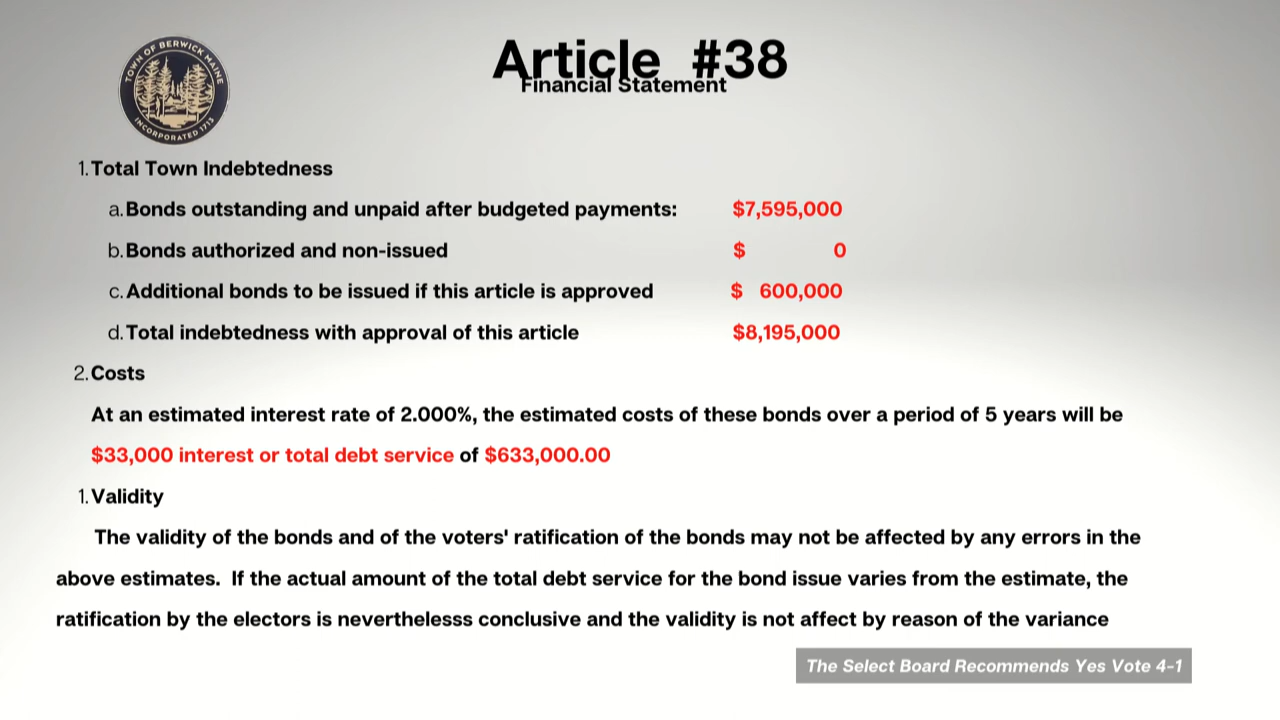 TOWN OF BERWICK MAINE
INCORPORATED 1713
Article #38
Financial Statement
1. Total Town Indebtedness
a. Bonds outstanding and unpaid after budgeted payments: $7,595,000
b. Bonds authorized and non-issued $ 0
c. Additional bonds to be issued if this article is approved $ 600,000
d. Total indebtedness with approval of this article $8,195,000
2. Costs
At an estimated interest rate of 2.000%, the estimated costs of these bonds over a period of 5 years will be
$33,000 interest or total debt service of $633,000.00
1. Validity
The validity of the bonds and of the voters' ratification of the bonds may not be affected by any errors in the
above estimates. If the actual amount of the total debt service for the bond issue varies from the estimate, the
ratification by the electors is neverthelesss conclusive and the validity is not affect by reason of the variance
The Select Board Recommends Yes Vote 4-1